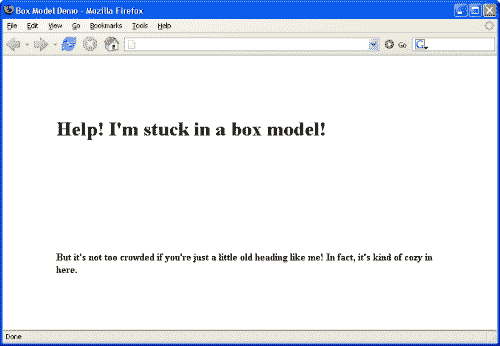 Box Model Demo - Mozilla Firefox
File Edit View Go Bookmarks Tools Help
Go G
Help! I'm stuck in a box model!
But it's not too crowded if you're just a little old heading like me! In fact, it's kind of cozy in
here.
Done